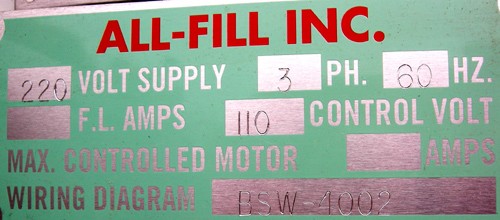 ALL-FILL INC.
220 VOLT SUPPLY 3 PH. 60 HZ.
F.L. AMPS 110 CONTROL VOLT
MAX. CONTROLLED MOTOR AMPS
WIRING DIAGRAM BSW-4002